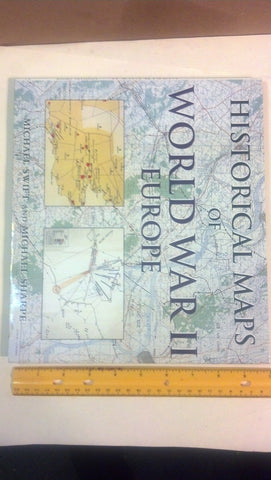 HISTORICAL MAPS
OF
WORLD WAR II
EUROPE
MICHAEL SWIFT AND MICHAEL SHARPE